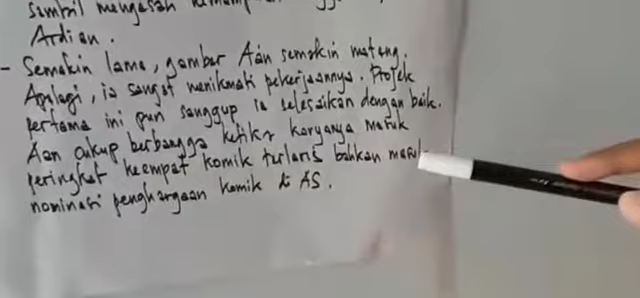 sambil mengasah
Ardian.
- Semakin lama, gambar Aan semakin matang.
Apalagi, ia sangat menikmati pekerjaannya. Projek
pertama ini pun sanggup ia selesaikan dengan baik.
Aan cukup berbangga ketika karyanya masuk
peringkat keempat komik terlaris bahkan masuk
nominasi penghargaan komik di AS.